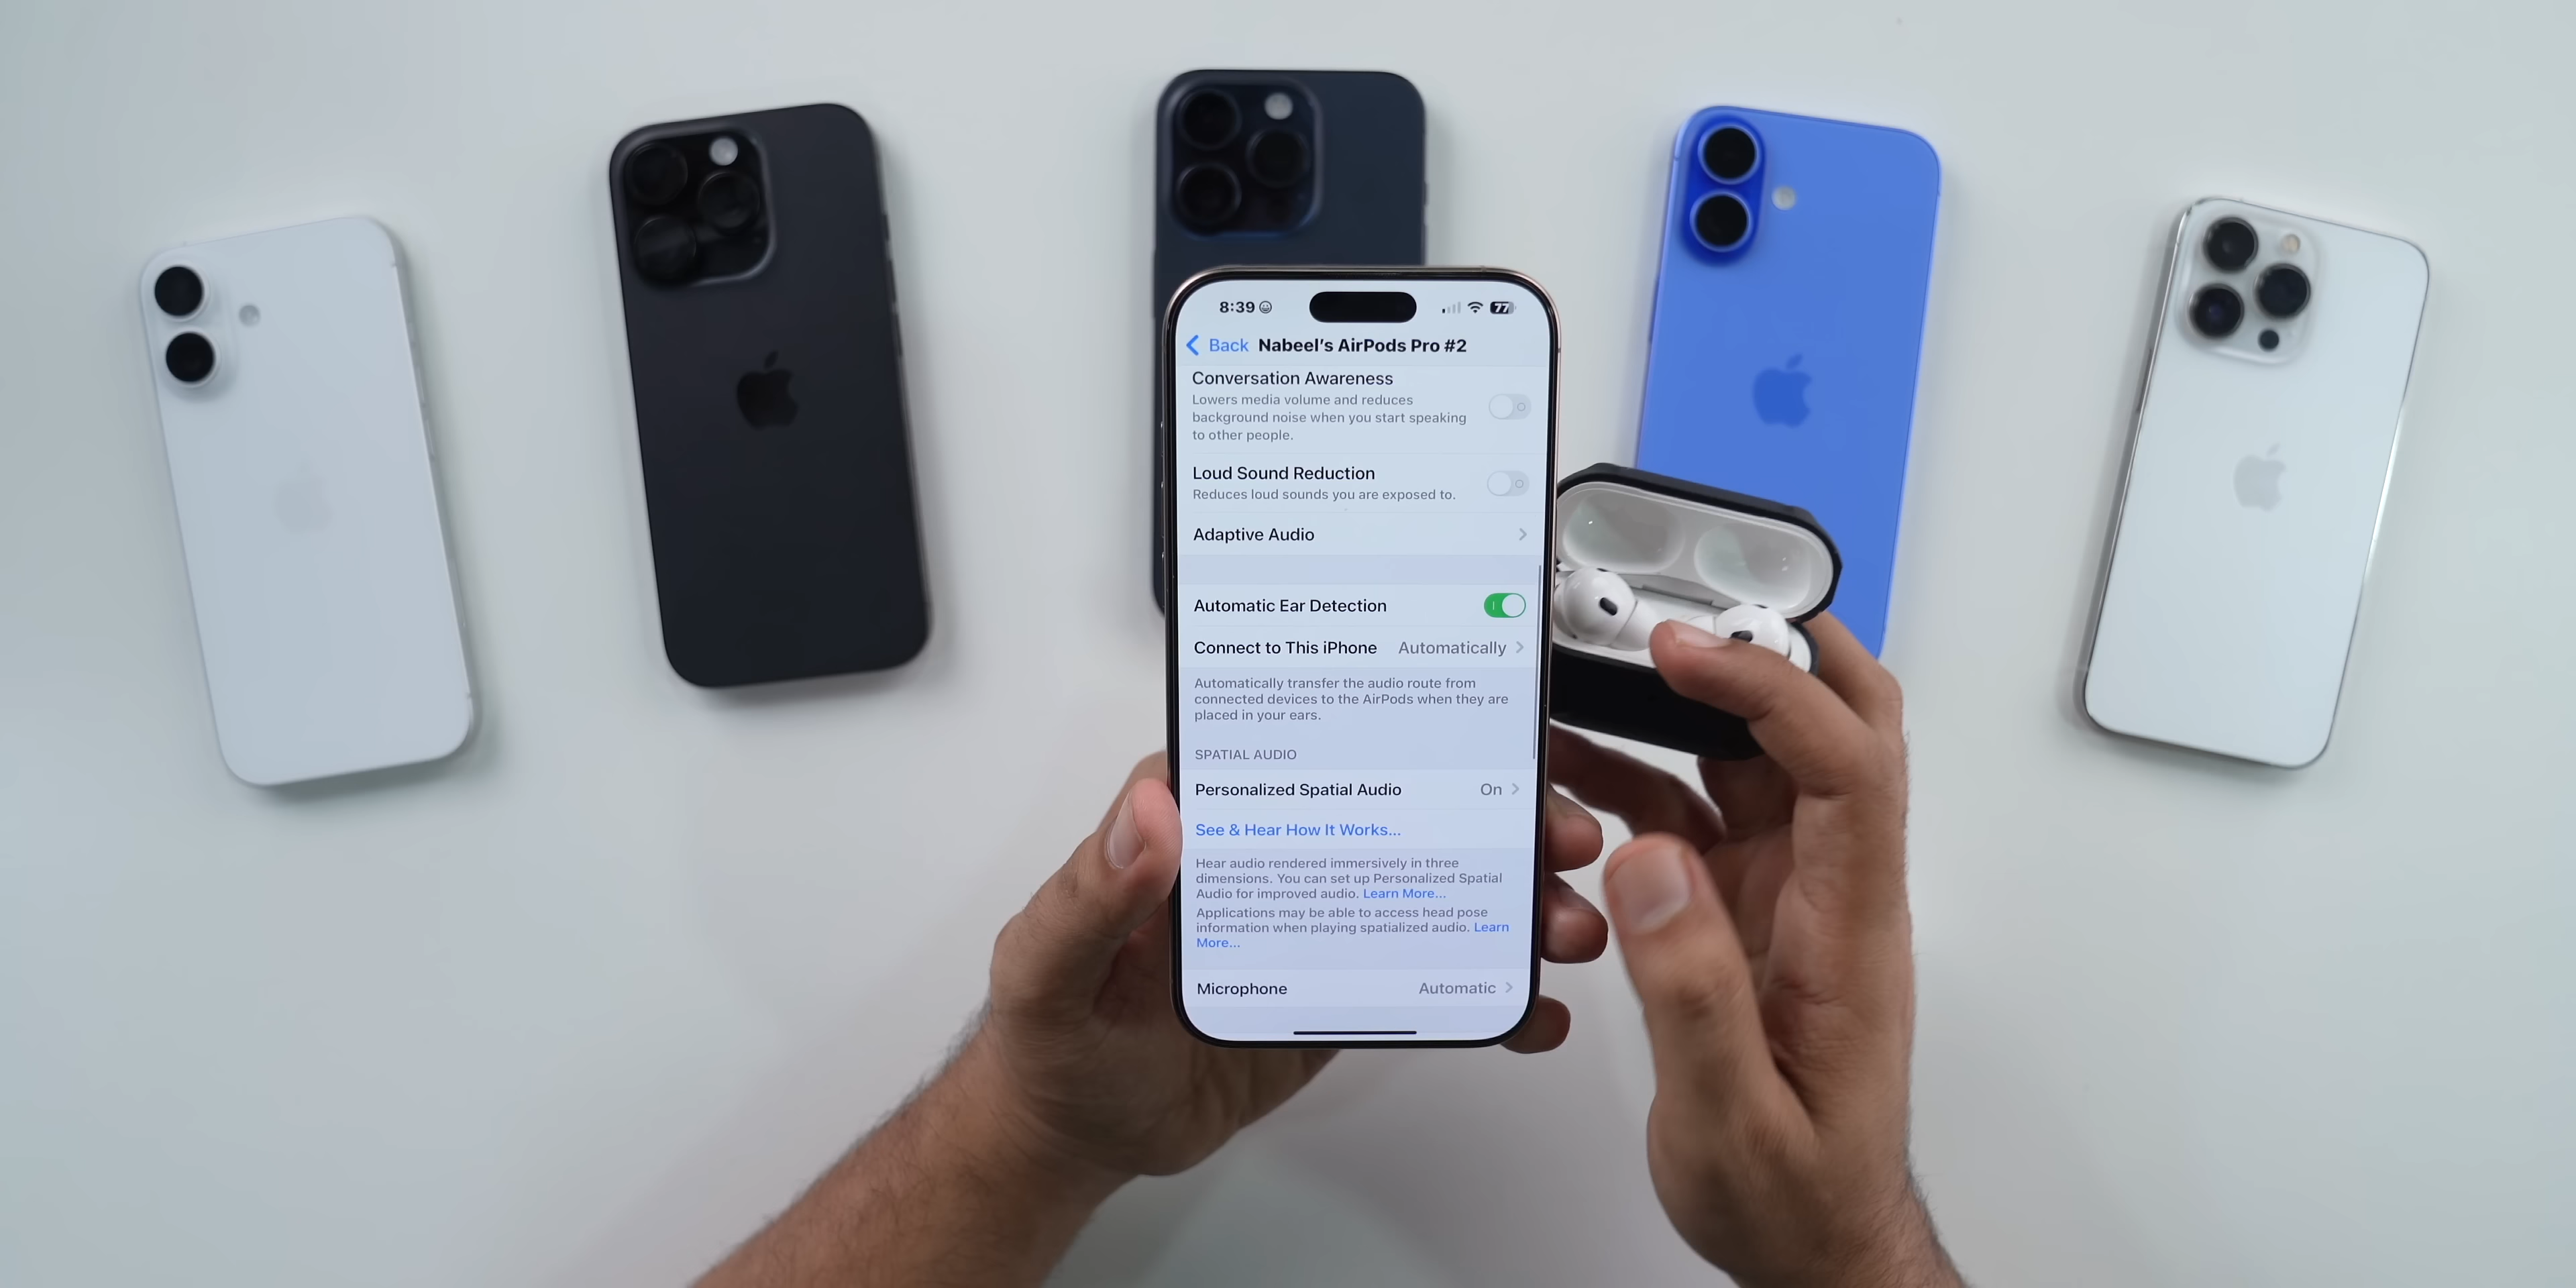 8:39
77
Back Nabeel's AirPods Pro #2
Conversation Awareness
Lowers media volume and reduces
background noise when you start speaking
to other people.
Loud Sound Reduction
Reduces loud sounds you are exposed to.
Adaptive Audio
Automatic Ear Detection
Connect to This iPhone Automatically
Automatically transfer the audio route from
connected devices to the AirPods when they are
placed in your ears.
SPATIAL AUDIO
Personalized Spatial Audio On
See & Hear How It Works...
Hear audio rendered immersively in three
dimensions. You can set up Personalized Spatial
Audio for improved audio. Learn More...
Applications may be able to access head pose
information when playing spatialized audio. Learn
More...
Microphone Automatic